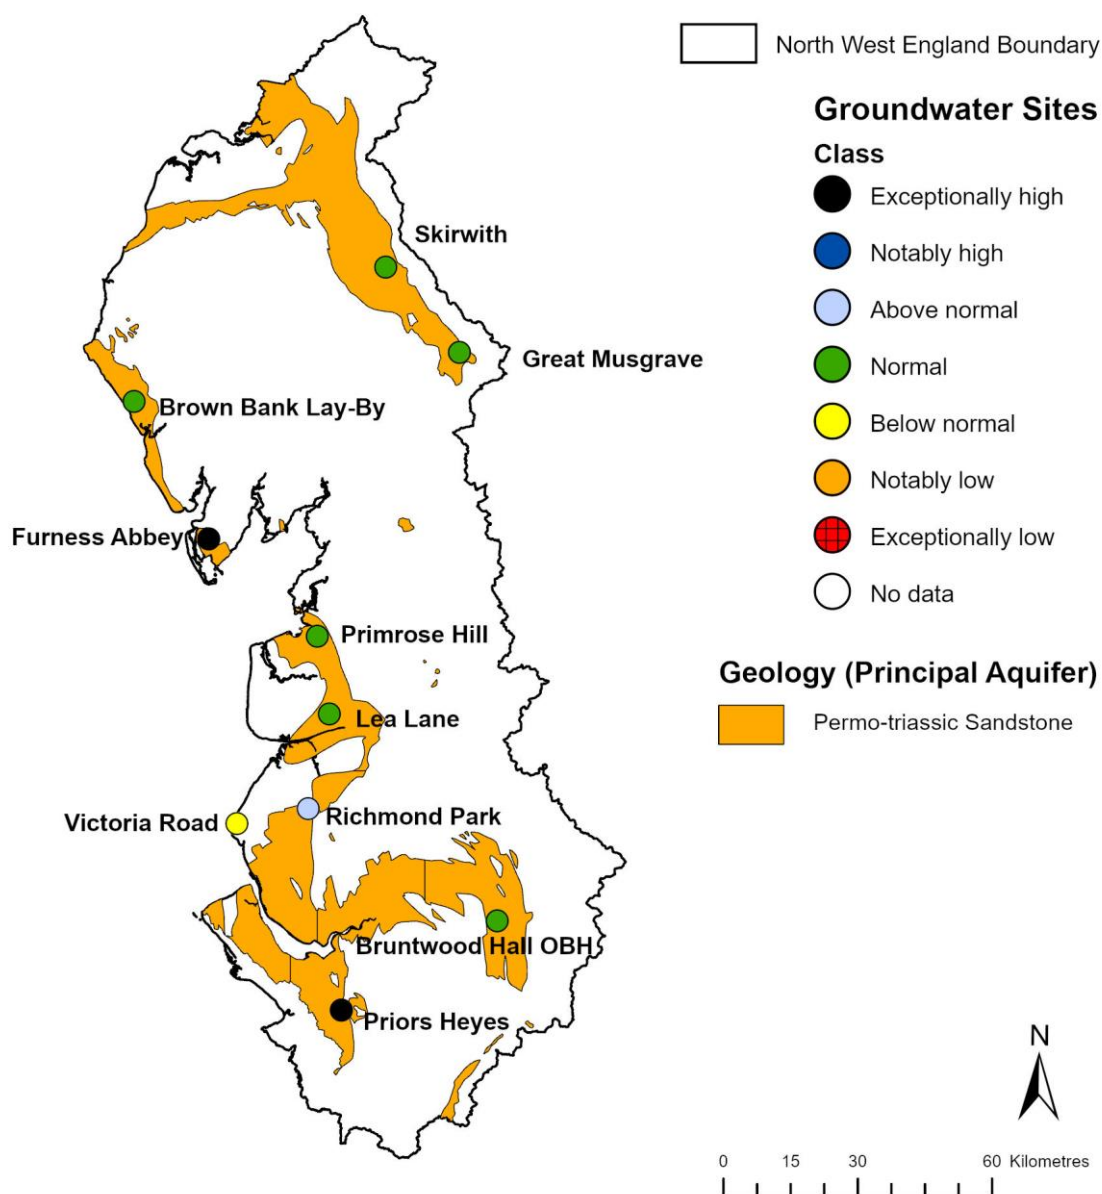 North West England Boundary
Groundwater Sites
Class
Exceptionally high
Notably high
Above normal
Normal
Below normal
Notably low
Exceptionally low
No data
Geology (Principal Aquifer)
Permo-triassic Sandstone
Skirwith
Great Musgrave
Brown Bank Lay-By
Furness Abbey
Primrose Hill
Lea Lane
Victoria Road
Richmond Park
Bruntwood Hall OBH
Priors Heyes
N
0 15 30 60 Kilometres